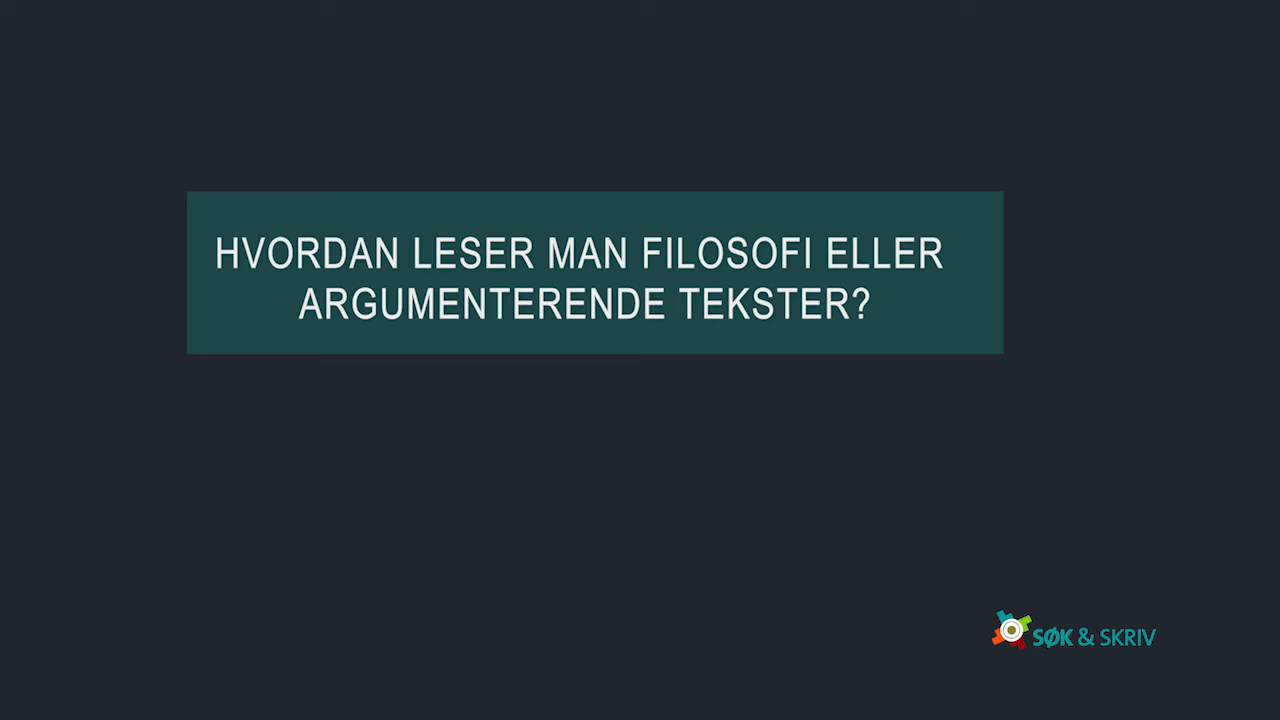 HVORDAN LESER MAN FILOSOFI ELLER
ARGUMENTERENDE TEKSTER?
SØK & SKRIV